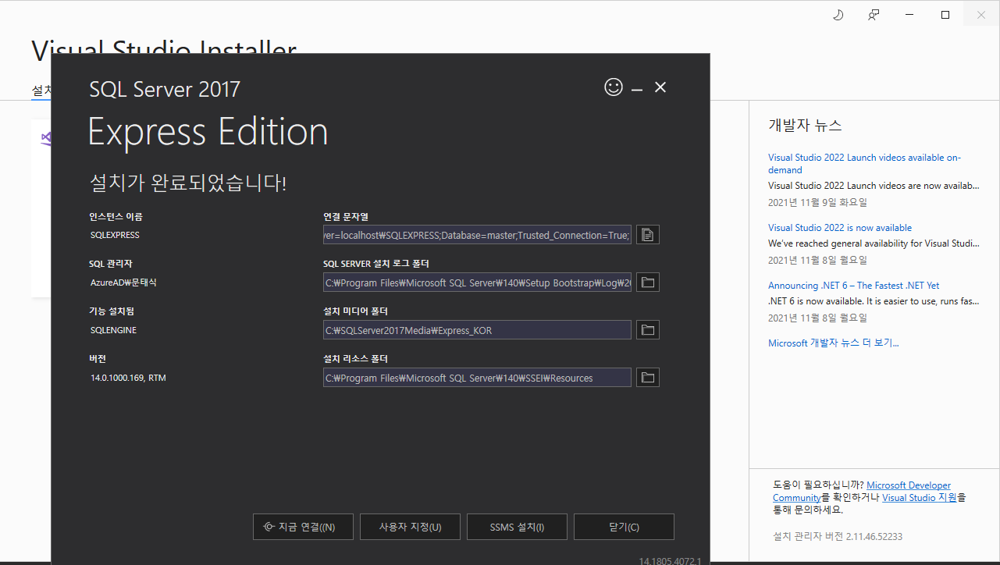 Visual Studio Installer
설치
SQL Server 2017
Express Edition
설치가 완료되었습니다!
인스턴스 이름
SQLEXPRESS
연결 문자열
ver=localhost₩SQLEXPRESS;Database=master;Trusted_Connection=True;
SQL 관리자
AzureAD₩문태식
SQL SERVER 설치 로그 폴더
C:₩Program Files₩Microsoft SQL Server₩140₩Setup Bootstrap₩Log₩20
기능 설치됨
SQLENGINE
설치 미디어 폴더
C:₩SQLServer2017Media₩Express_KOR
버전
14.0.1000.169, RTM
설치 리소스 폴더
C:₩Program Files₩Microsoft SQL Server₩140₩SSEI₩Resources
지금 연결((N)
사용자 지정(U)
SSMS 설치(I)
닫기(C)
14.1805.4072.1
개발자 뉴스
Visual Studio 2022 Launch videos available on-
demand
Visual Studio 2022 Launch videos are now availab...
2021년 11월 9일 화요일
Visual Studio 2022 is now available
We've reached general availability for Visual Studi...
2021년 11월 8일 월요일
Announcing .NET 6 – The Fastest .NET Yet
.NET 6 is now available. It is easier to use, runs fas...
2021년 11월 8일 월요일
Microsoft 개발자 뉴스 더 보기...
도움이 필요하십니까? Microsoft Developer
Community를 확인하거나 Visual Studio 지원을
통해 문의하세요.
설치 관리자 버전 2.11.46.52233